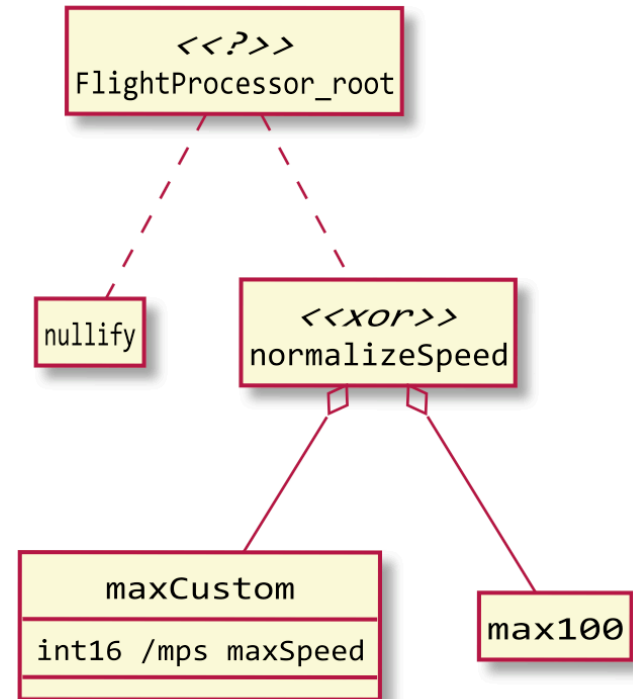 <<?>>
FlightProcessor_root
nullify
<<xor>>
normalizeSpeed
maxCustom
int16 /mps maxSpeed
max100